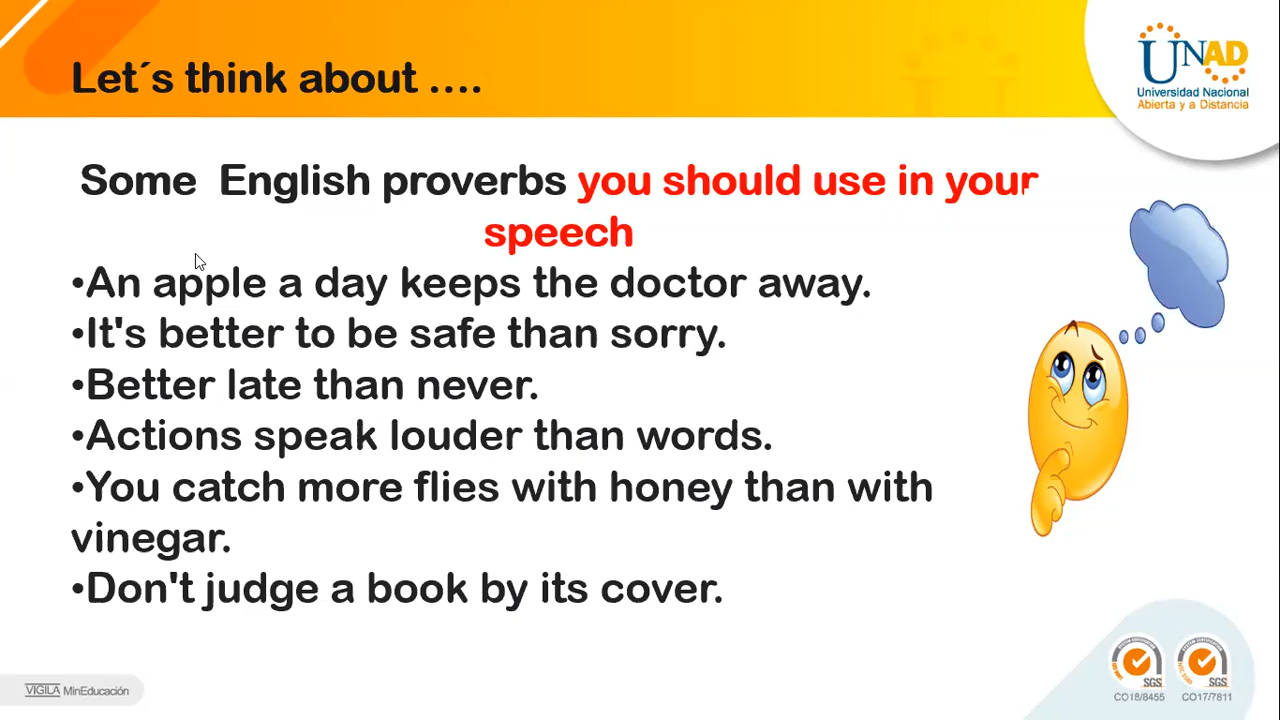 Let´s think about ....
UNAD
Universidad Nacional
Abierta y a Distancia
Some English proverbs you should use in your
speech
•An apple a day keeps the doctor away.
•It's better to be safe than sorry.
•Better late than never.
•Actions speak louder than words.
•You catch more flies with honey than with
vinegar.
•Don't judge a book by its cover.
VIGILA MinEducación
SGS
CO18/8455
SGS
CO17/7811